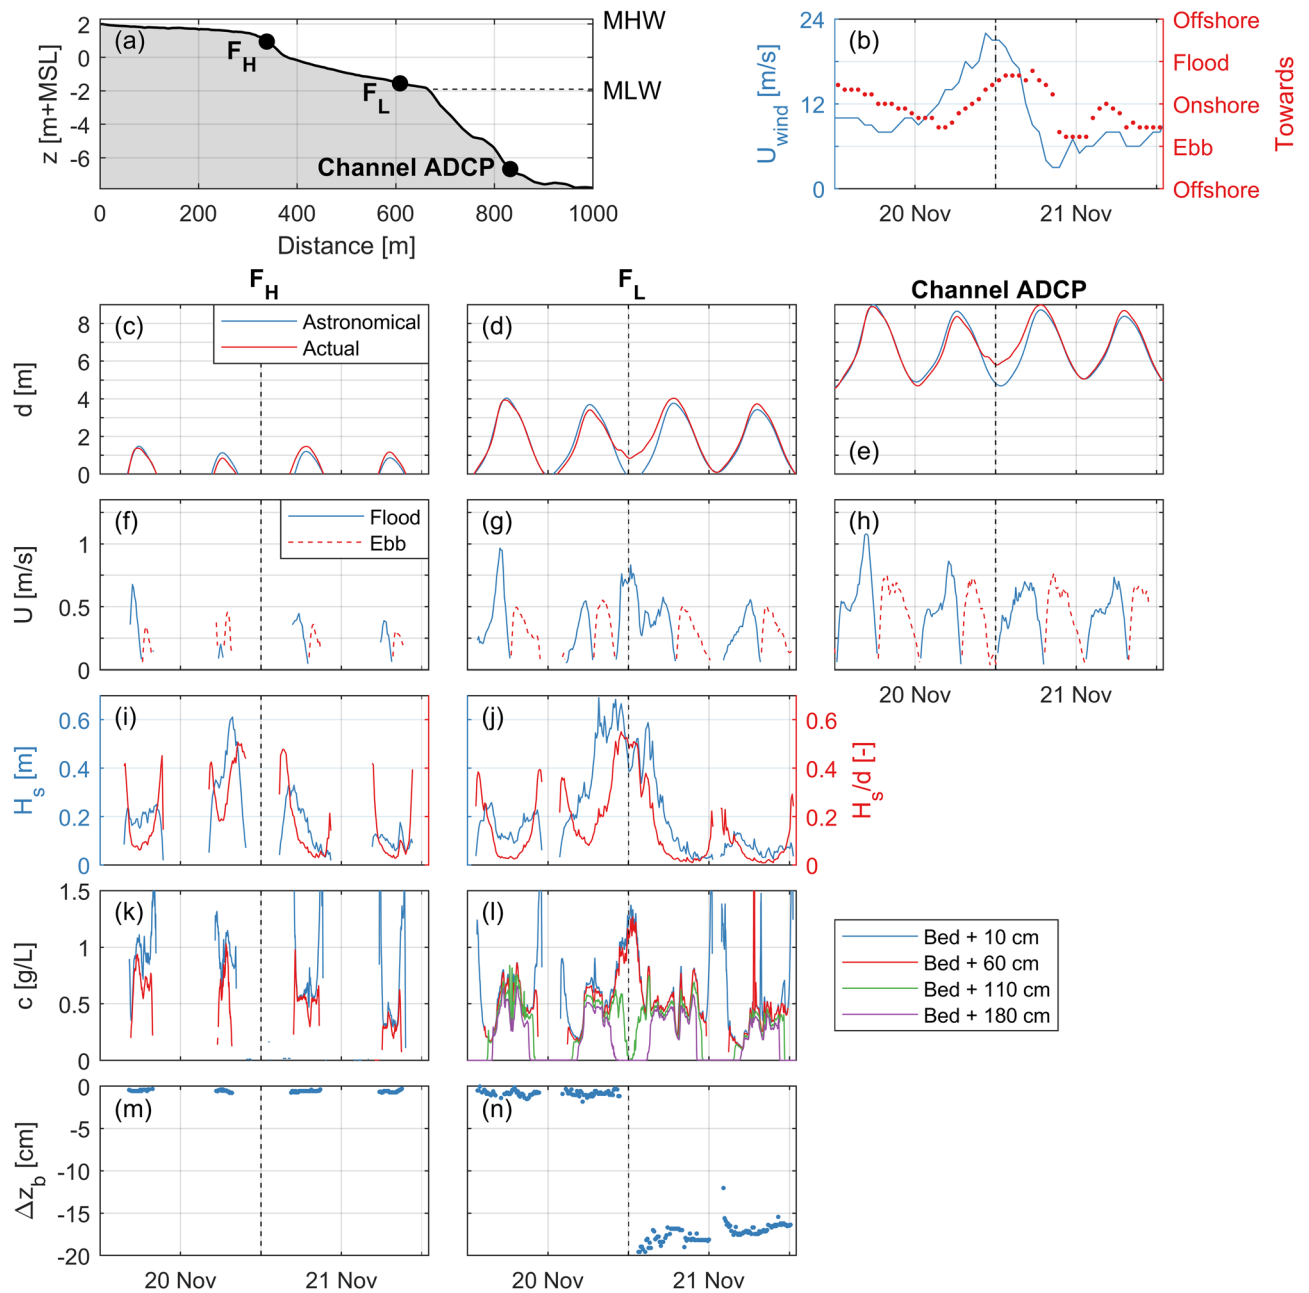 2
0
-2
-4
-6
z [m+MSL]
(a)
F_H
F_L
Channel ADCP
MHW
MLW
0 200 400 600 800 1000
Distance [m]
24
12
0
U_wind [m/s]
(b)
Offshore
Flood
Onshore
Ebb
Offshore
Towards
20 Nov 21 Nov
F_H
F_L
Channel ADCP
8
6
4
2
0
d [m]
(c)
Astronomical
Actual
(d)
(e)
1
0.5
0
U [m/s]
(f)
Flood
Ebb
(g)
(h)
20 Nov 21 Nov
0.6
0.4
0.2
0
H_s [m]
(i)
(j)
0.6
0.4
0.2
0
H_s/d [-]
1.5
1
0.5
0
c [g/L]
(k)
(l)
Bed + 10 cm
Bed + 60 cm
Bed + 110 cm
Bed + 180 cm
0
-5
-10
-15
-20
Δz_b [cm]
(m)
(n)
20 Nov 21 Nov
20 Nov 21 Nov